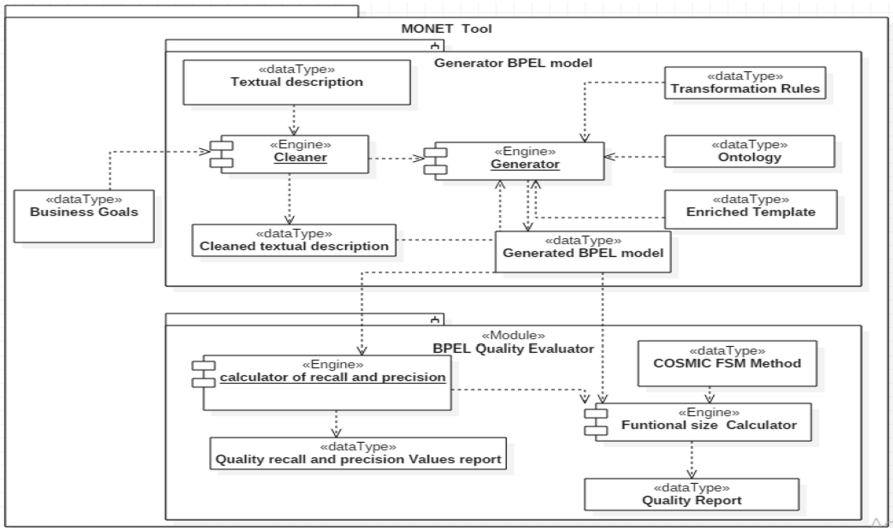 MONET Tool
Generator BPEL model
«dataType»
Textual description
«dataType»
Transformation Rules
«Engine»
Cleaner
«Engine»
Generator
«dataType»
Ontology
«dataType»
Business Goals
«dataType»
Enriched Template
«dataType»
Cleaned textual description
«dataType»
Generated BPEL model
«Module»
BPEL Quality Evaluator
«Engine»
calculator of recall and precision
«dataType»
COSMIC FSM Method
«Engine»
Funtional size Calculator
«dataType»
Quality recall and precision Values report
«dataType»
Quality Report